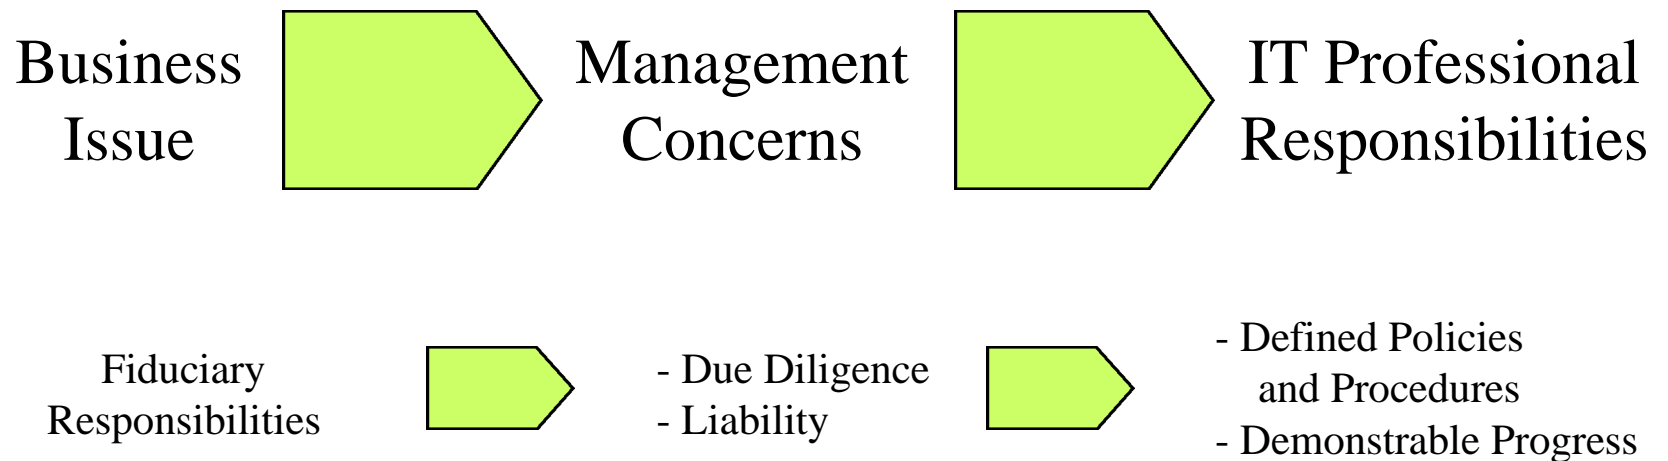 Business
Issue
Management
Concerns
IT Professional
Responsibilities
Fiduciary
Responsibilities
- Due Diligence
- Liability
- Defined Policies
and Procedures
- Demonstrable Progress